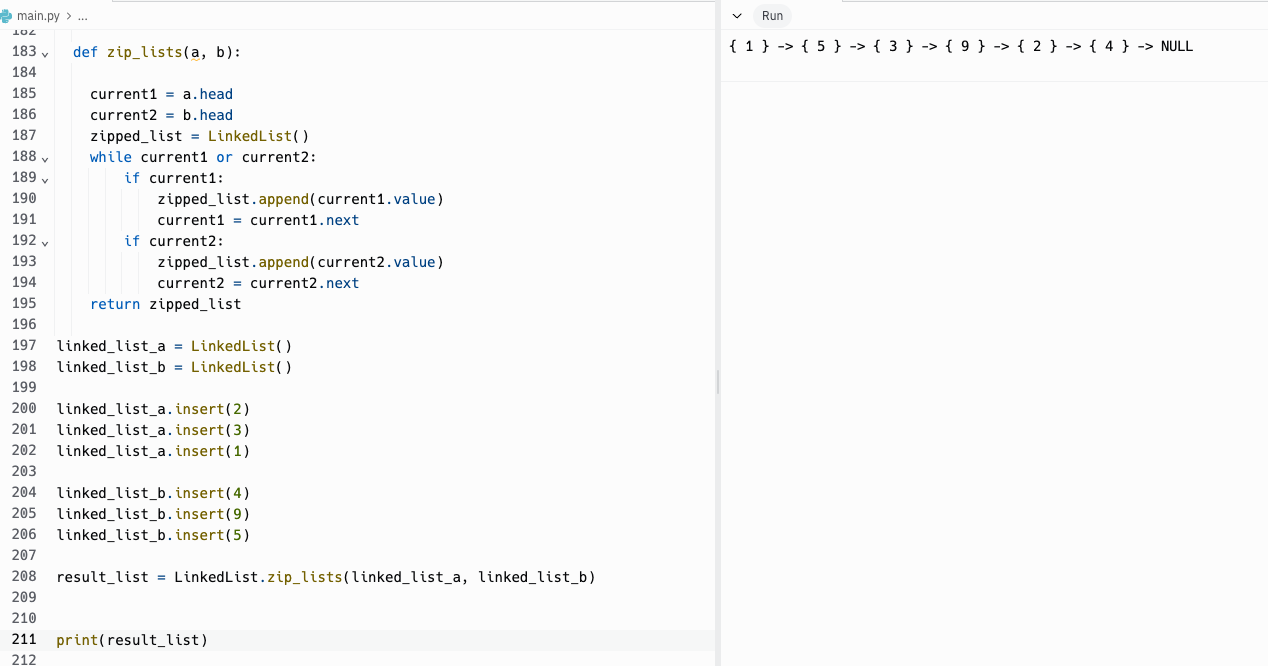 main.py > ...
182
183 def zip_lists(a, b):
184
185 current1 = a.head
186 current2 = b.head
187 zipped_list = LinkedList()
188 while current1 or current2:
189 if current1:
190 zipped_list.append(current1.value)
191 current1 = current1.next
192 if current2:
193 zipped_list.append(current2.value)
194 current2 = current2.next
195 return zipped_list
196
197 linked_list_a = LinkedList()
198 linked_list_b = LinkedList()
199
200 linked_list_a.insert(2)
201 linked_list_a.insert(3)
202 linked_list_a.insert(1)
203
204 linked_list_b.insert(4)
205 linked_list_b.insert(9)
206 linked_list_b.insert(5)
207
208 result_list = LinkedList.zip_lists(linked_list_a, linked_list_b)
209
210
211 print(result_list)
212
Run
{ 1 } -> { 5 } -> { 3 } -> { 9 } -> { 2 } -> { 4 } -> NULL